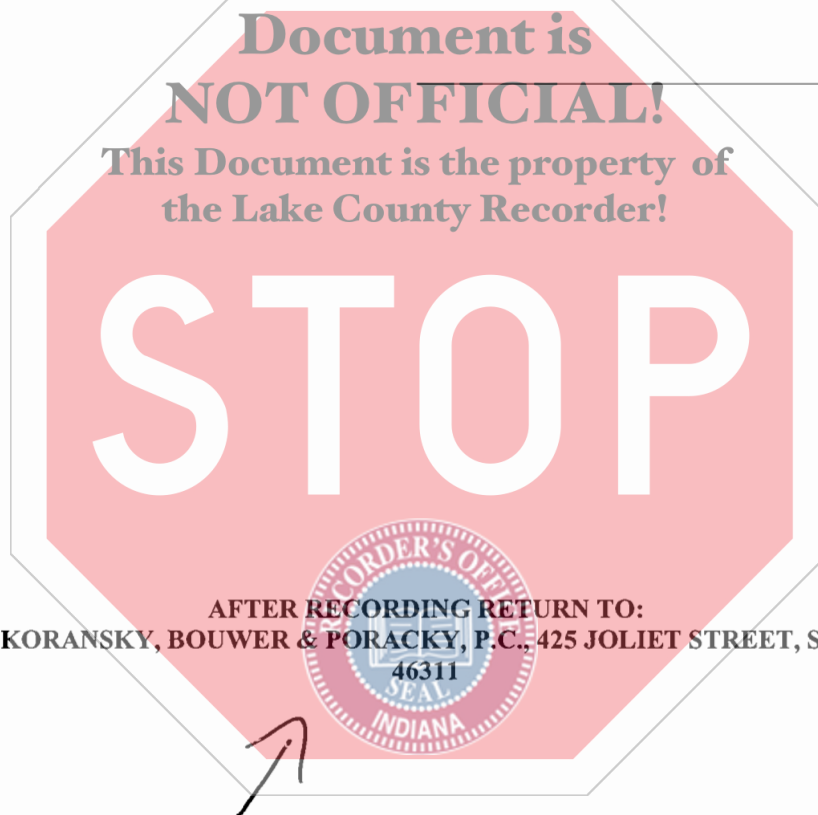 Document is
NOT OFFICIAL!
This Document is the property of
the Lake County Recorder!
STOP
RECORDER'S OFFICE
AFTER RECORDING RETURN TO:
KORANSKY, BOUWER & PORACKY, P.C., 425 JOLIET STREET, S
46311
SEAL
INDIANA